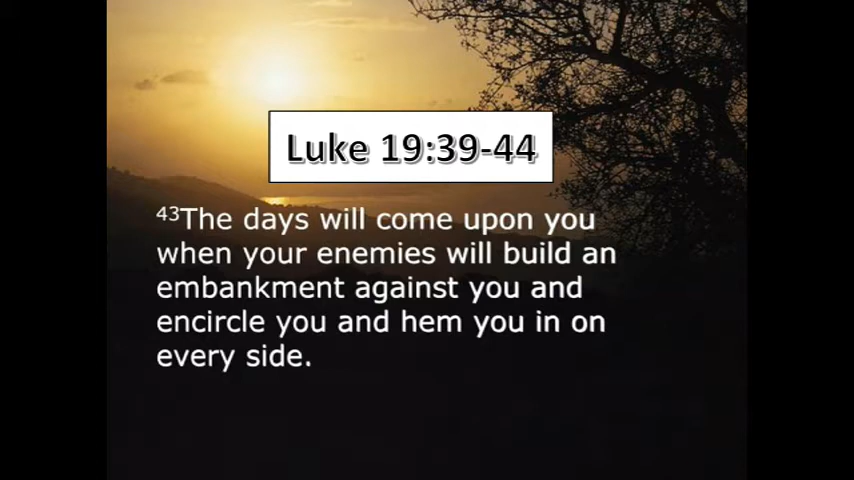 Luke 19:39-44
⁴³The days will come upon you
when your enemies will build an
embankment against you and
encircle you and hem you in on
every side.